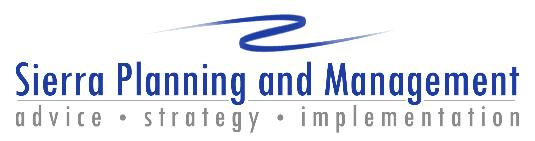 Sierra Planning and Management
advice • strategy • implementation